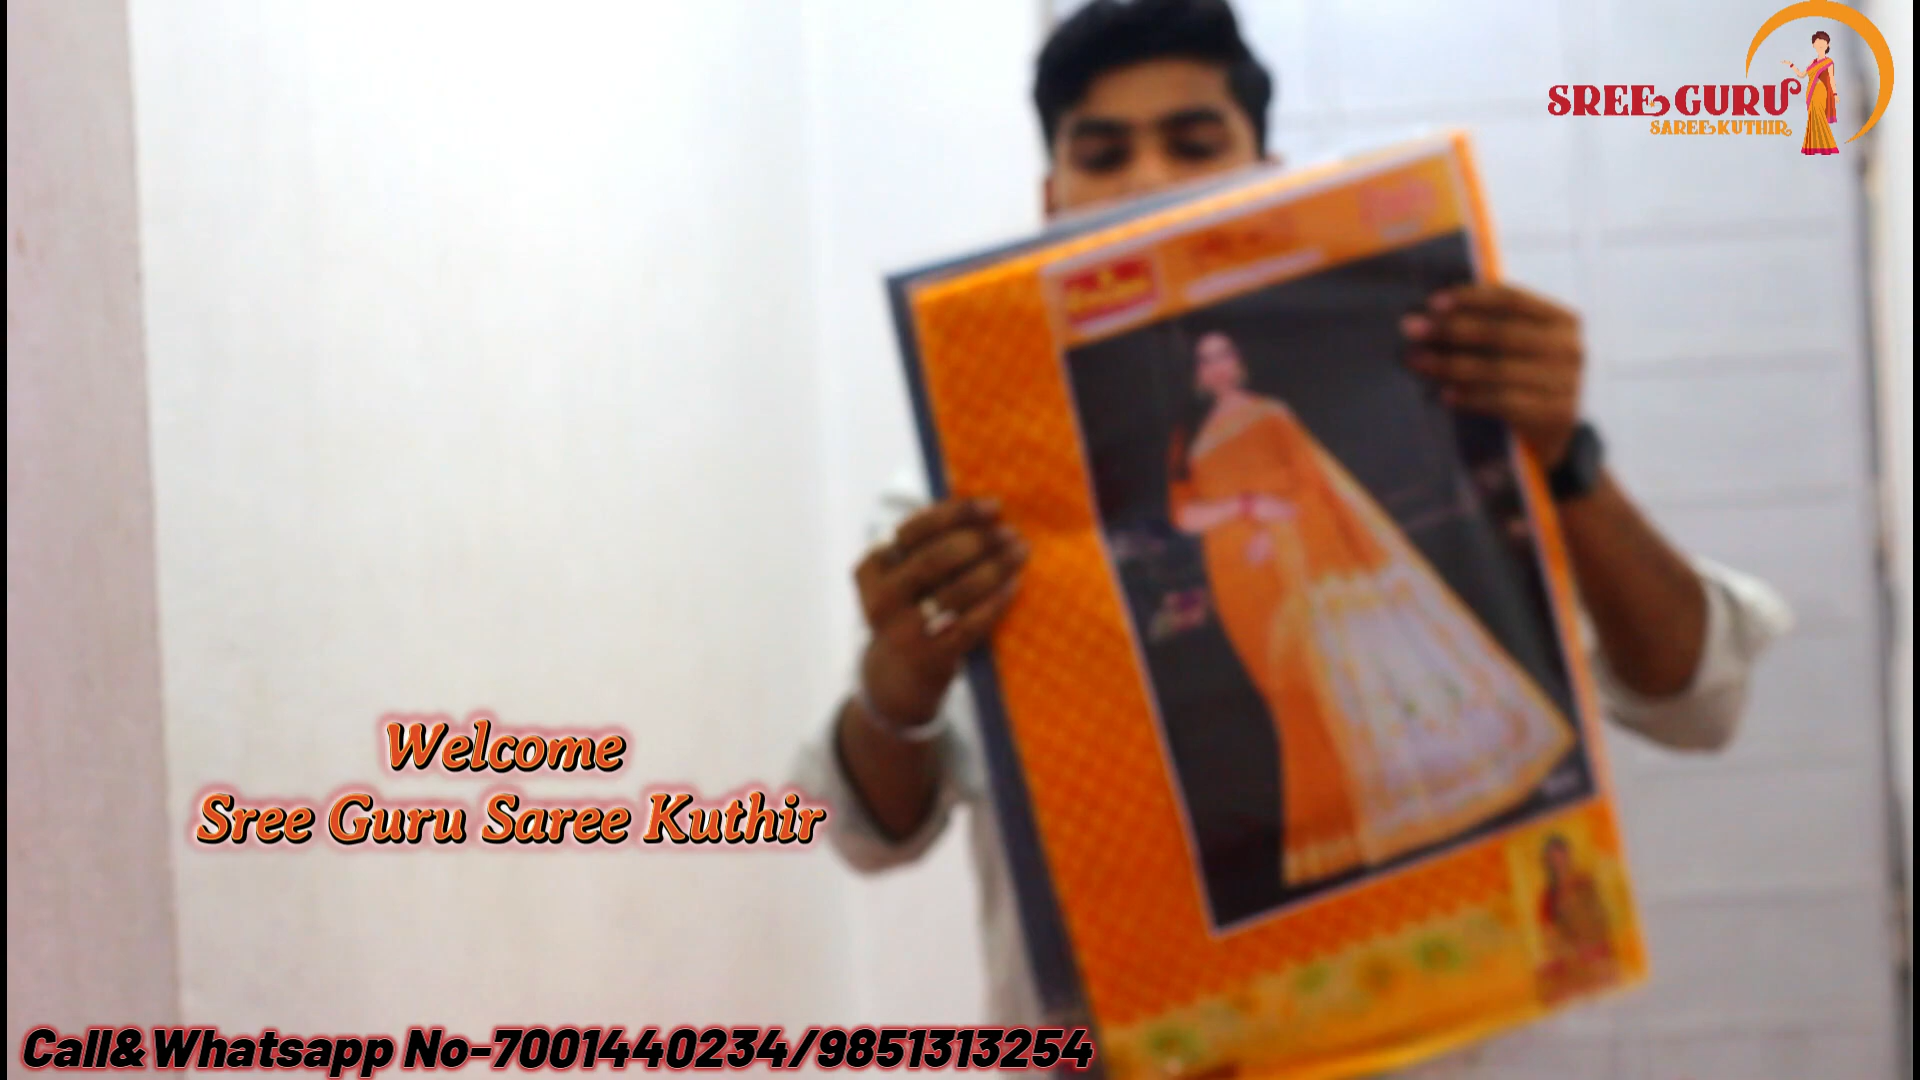 SREE GURU
SAREE KUTHIR
Welcome
Sree Guru Saree Kuthir
Call&Whatsapp No-7001440234/9851313254